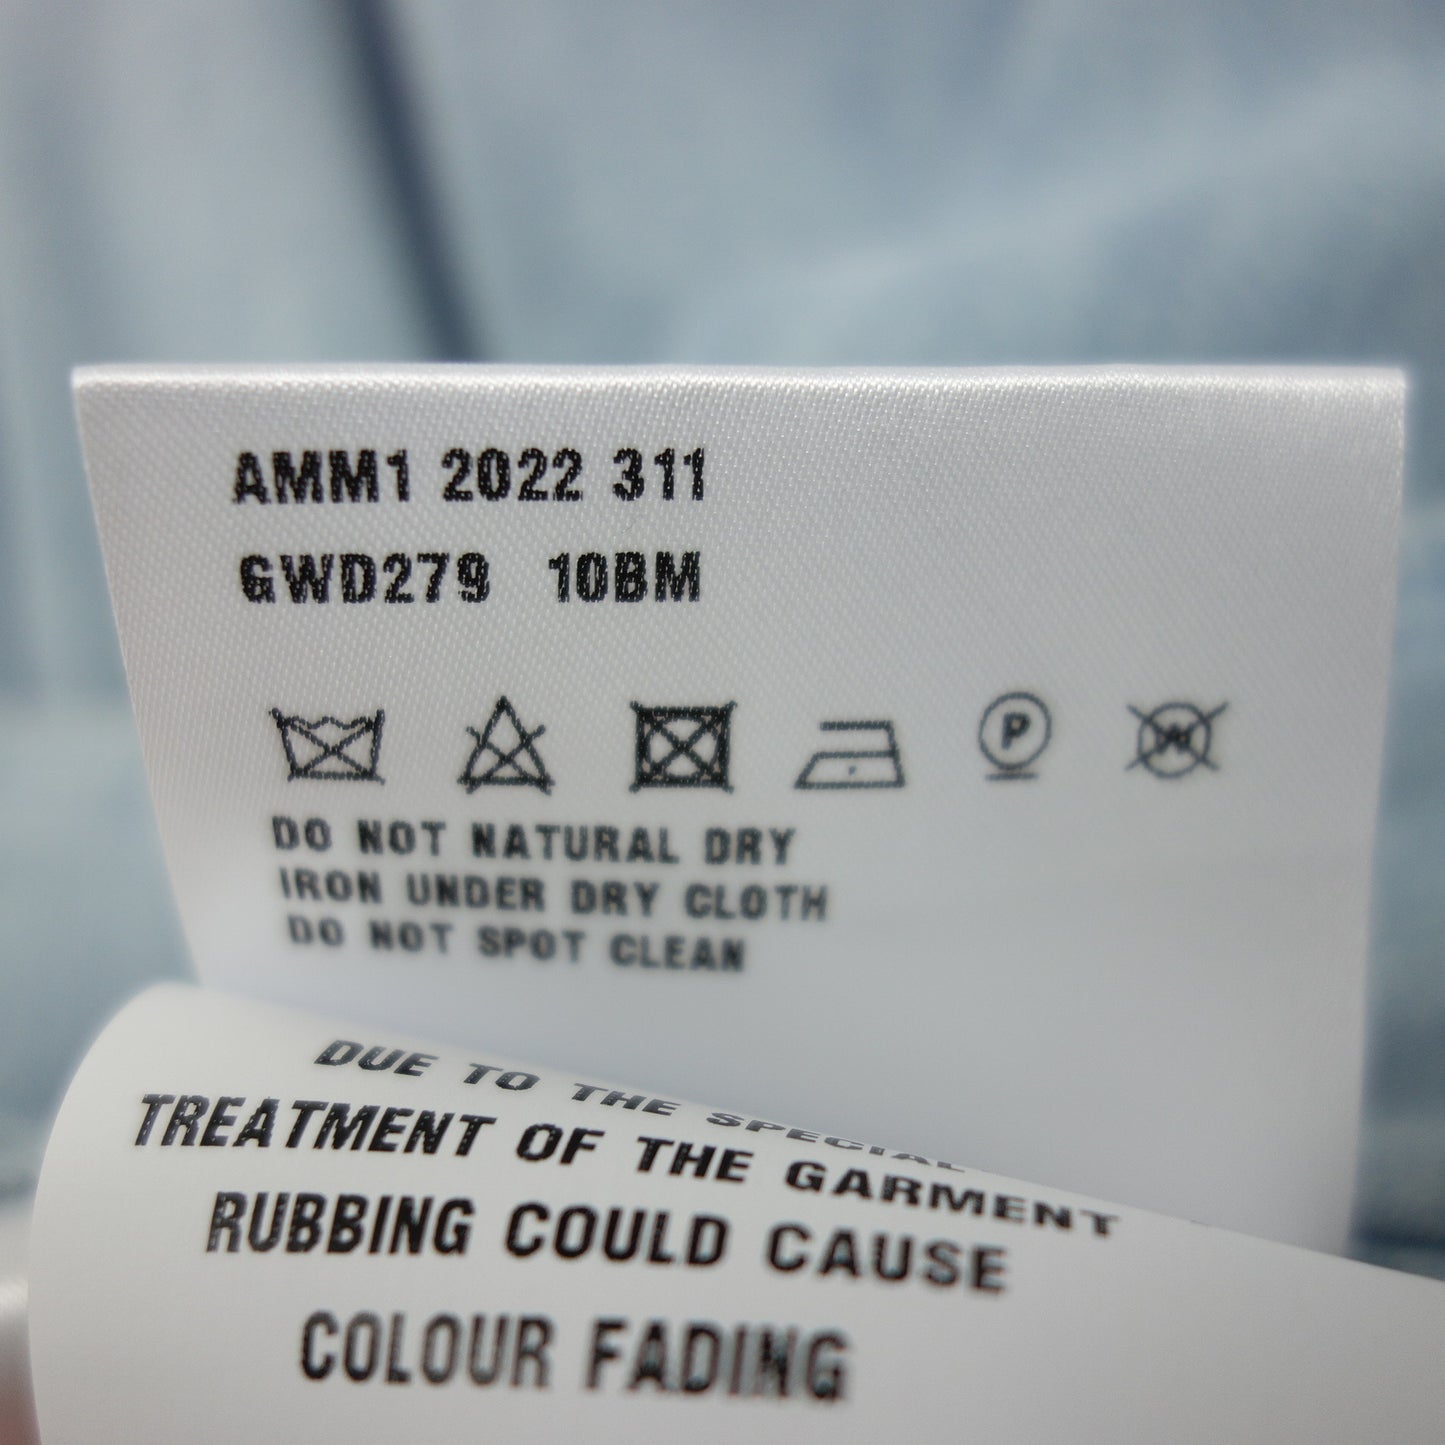 AMM1 2022 311
GWD279 10BM
P W
DO NOT NATURAL DRY
IRON UNDER DRY CLOTH
DO NOT SPOT CLEAN
DUE TO THE SPECIAL
TREATMENT OF THE GARMENT
RUBBING COULD CAUSE
COLOUR FADING